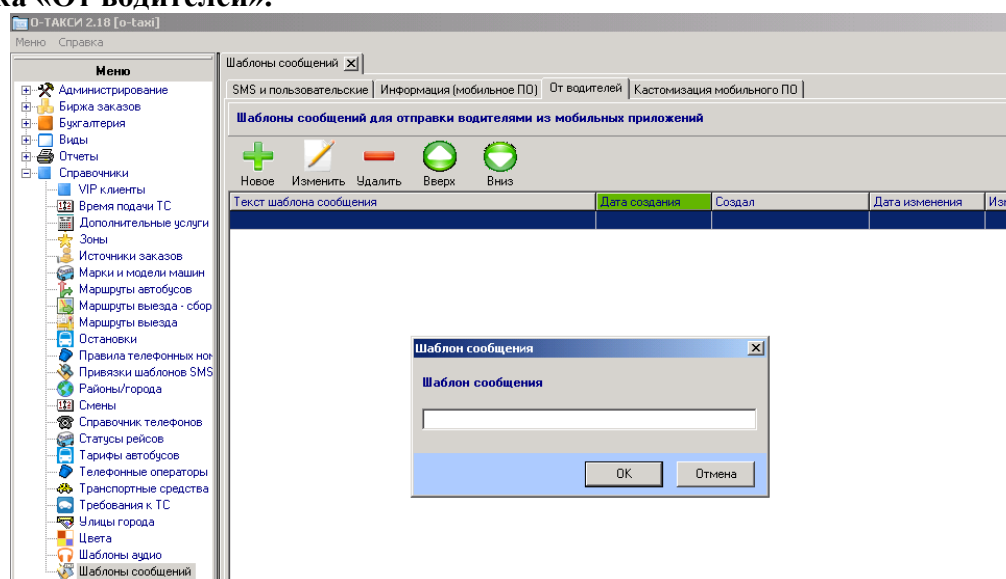 ка «От водителей».
О-ТАКСИ 2.18 [o-taxi]
Меню Справка
Меню
Администрирование
Биржа заказов
Бухгалтерия
Виды
Отчеты
Справочники
VIP клиенты
Время подачи ТС
Дополнительные услуги
Зоны
Источники заказов
Марки и модели машин
Маршруты автобусов
Маршруты выезда - сбор
Маршруты выезда
Остановки
Правила телефонных ном
Привязки шаблонов SMS
Районы/города
Смены
Справочник телефонов
Статусы рейсов
Тарифы автобусов
Телефонные операторы
Транспортные средства
Требования к ТС
Улицы города
Цвета
Шаблоны аудио
Шаблоны сообщений
Шаблоны сообщений
SMS и пользовательские Информация (мобильное ПО) От водителей Кастомизация мобильного ПО
Шаблоны сообщений для отправки водителями из мобильных приложений
Новое Изменить Удалить Вверх Вниз
Текст шаблона сообщения Дата создания Создал Дата изменения Изм
Шаблон сообщения
Шаблон сообщения
OK Отмена